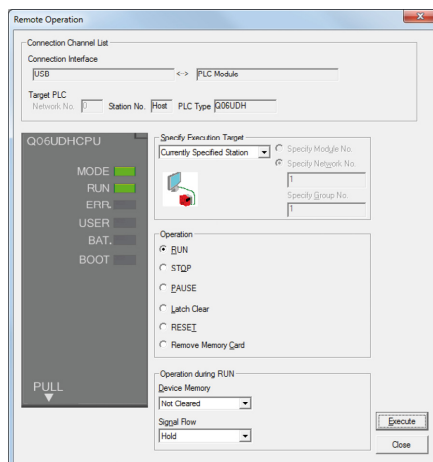 Remote Operation
Connection Channel List
Connection Interface
USB <-> PLC Module
Target PLC
Network No. 0 Station No. Host PLC Type Q06UDH
Q06UDHCPU
MODE
RUN
ERR.
USER
BAT.
BOOT
PULL
Specify Execution Target
Currently Specified Station
Specify Module No.
Specify Network No.
1
Specify Group No.
1
Operation
RUN
STOP
PAUSE
Latch Clear
RESET
Remove Memory Card
Operation during RUN
Device Memory
Not Cleared
Signal Flow
Hold
Execute
Close